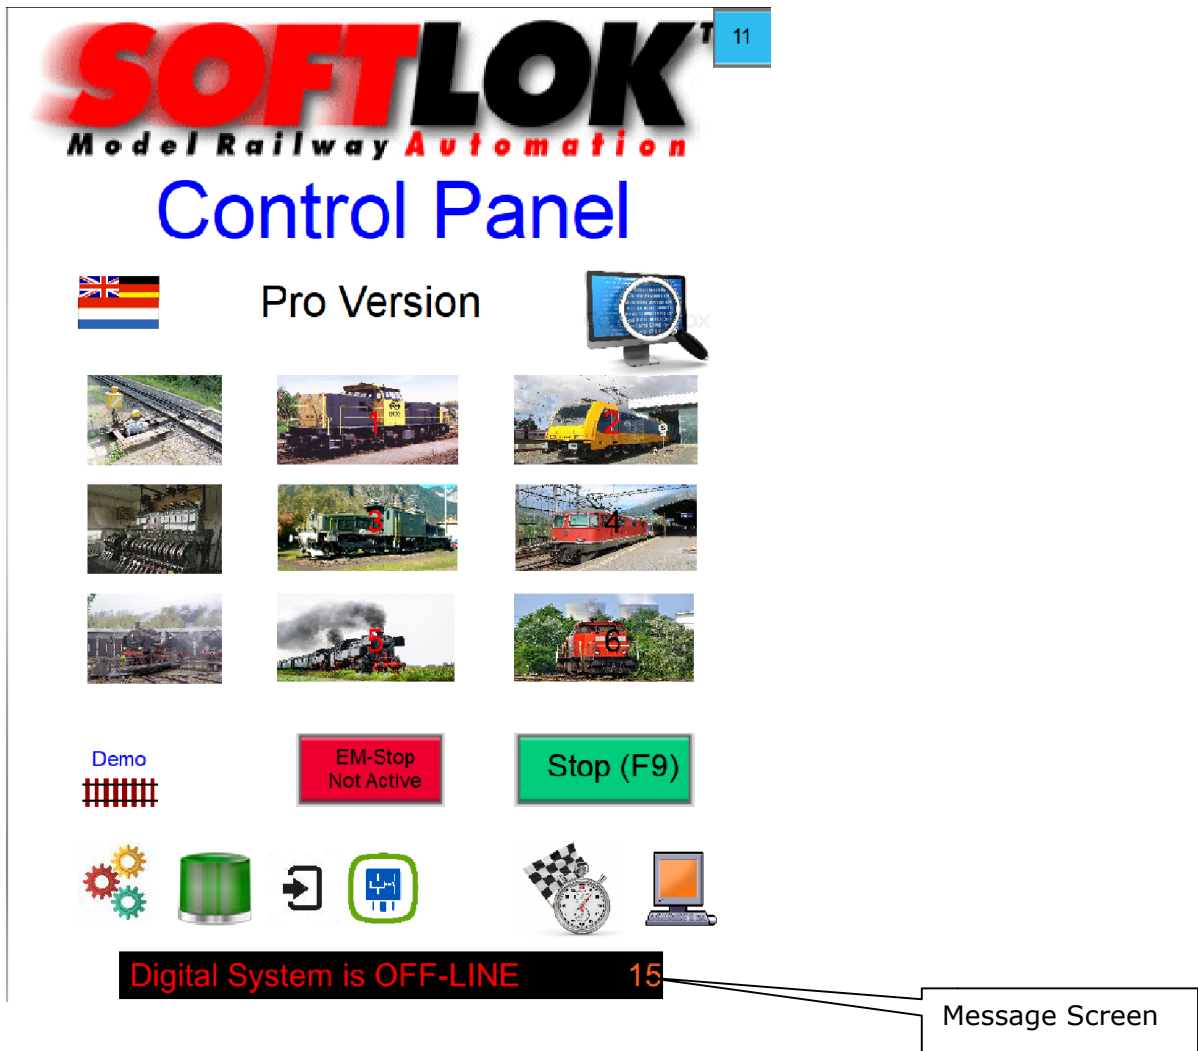 SOFTLOK T
11
Model Railway Automation
Control Panel
Pro Version
1
2
3
4
5
6
Demo
EM-Stop
Not Active
Stop (F9)
Digital System is OFF-LINE 15
Message Screen